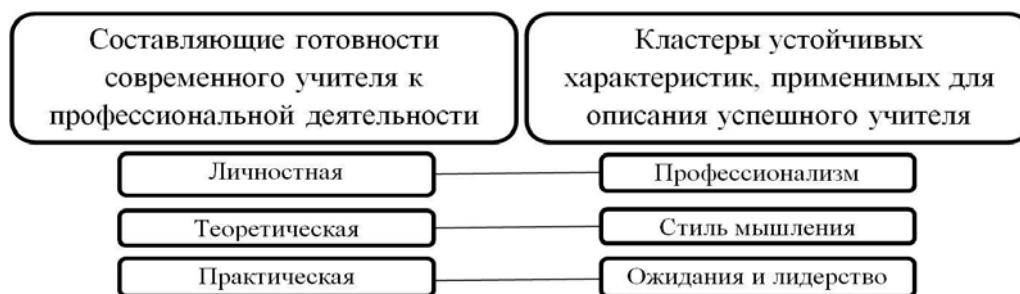 Составляющие готовности
современного учителя к
профессиональной деятельности
Кластеры устойчивых
характеристик, применимых для
описания успешного учителя
Личностная
Профессионализм
Теоретическая
Стиль мышления
Практическая
Ожидания и лидерство